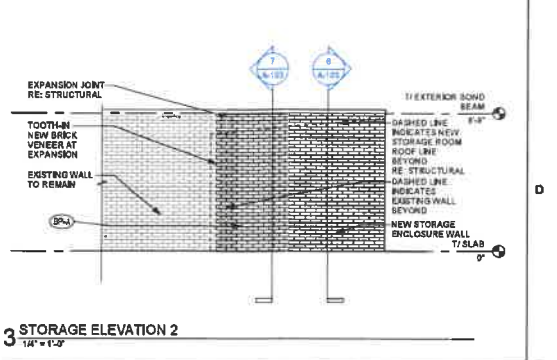 7
A-103
6
A-103
EXPANSION JOINT
RE: STRUCTURAL
T/ EXTERIOR BOND
BEAM
8'-8"
TOOTH-IN
NEW BRICK
VENEER AT
EXPANSION
DASHED LINE
INDICATES NEW
STORAGE ROOM
ROOF LINE
BEYOND
RE: STRUCTURAL
EXISTING WALL
TO REMAIN
DASHED LINE
INDICATES
EXISTING WALL
BEYOND
NEW STORAGE
ENCLOSURE WALL
T/ SLAB
0"
D
3 STORAGE ELEVATION 2
1/4" = 1'-0"